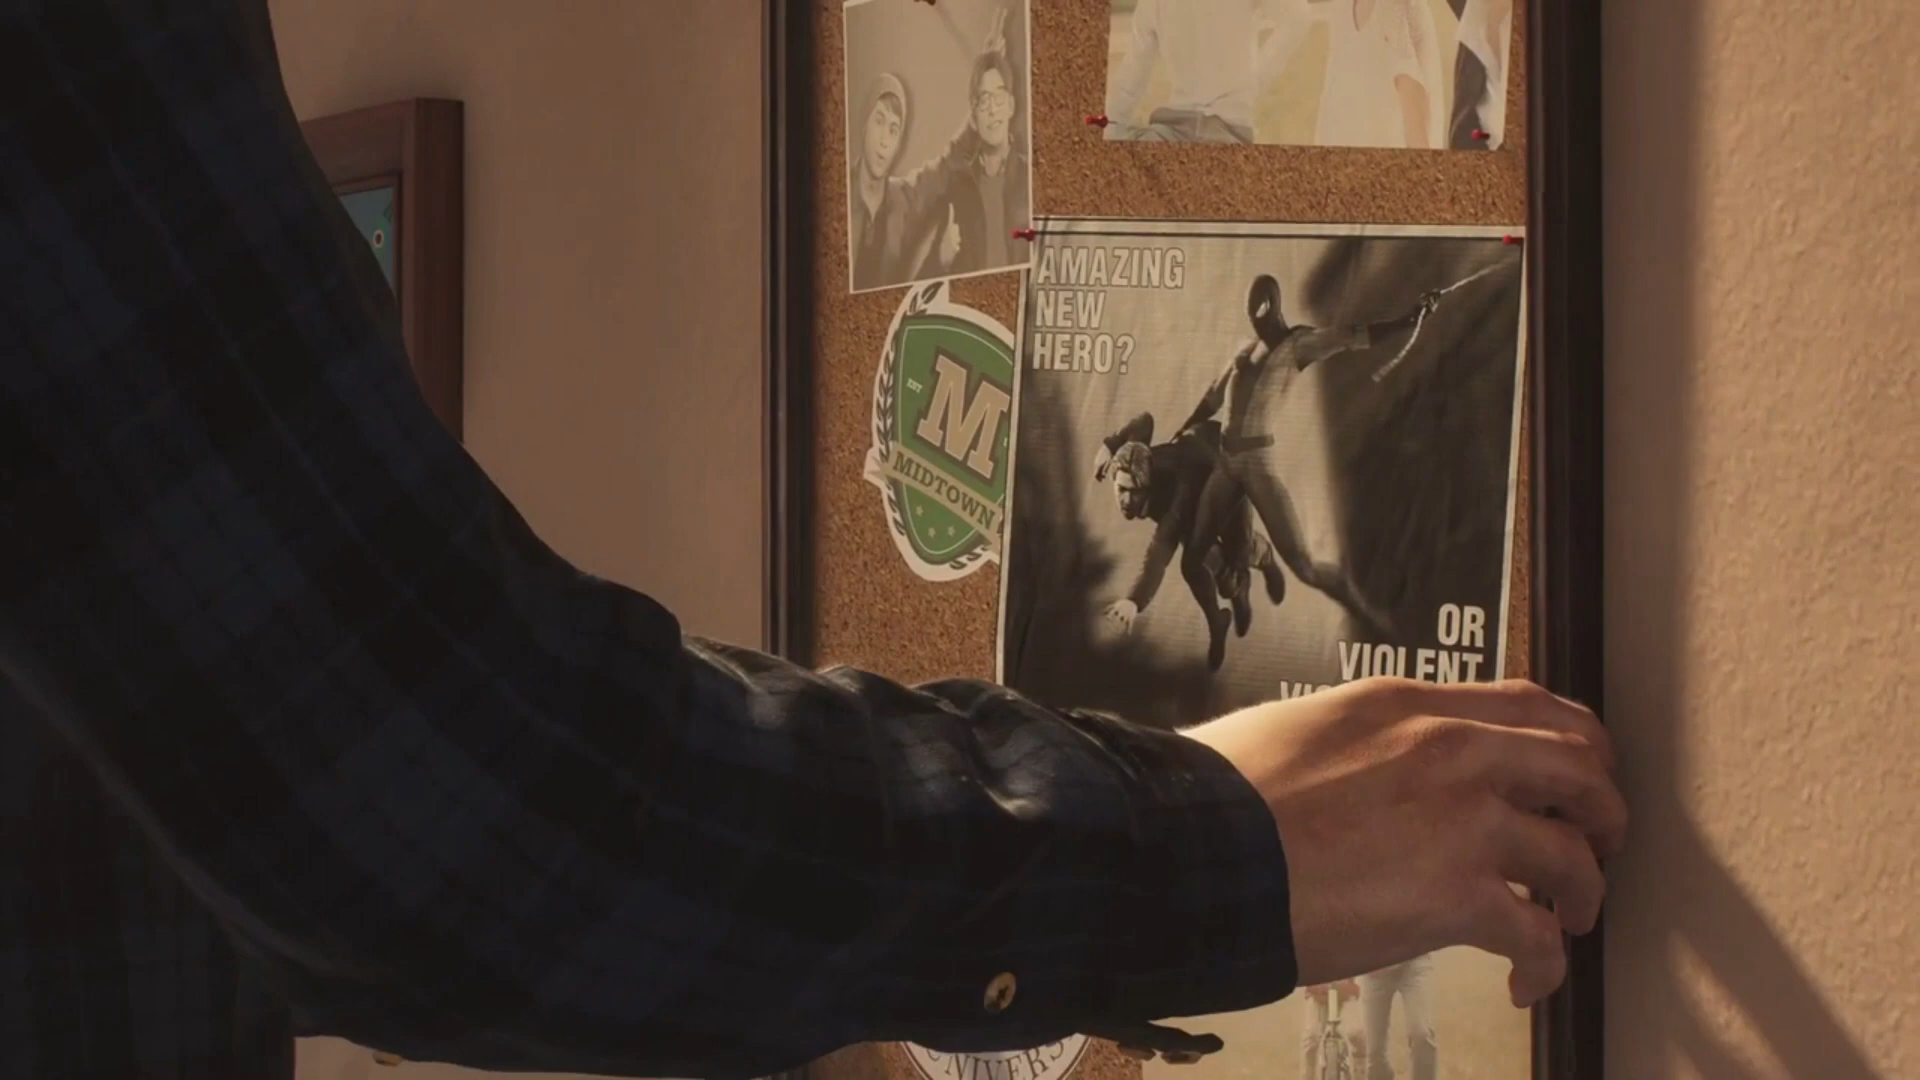 AMAZING
NEW
HERO?
EST
M
MIDTOWN
OR
VIOLENT